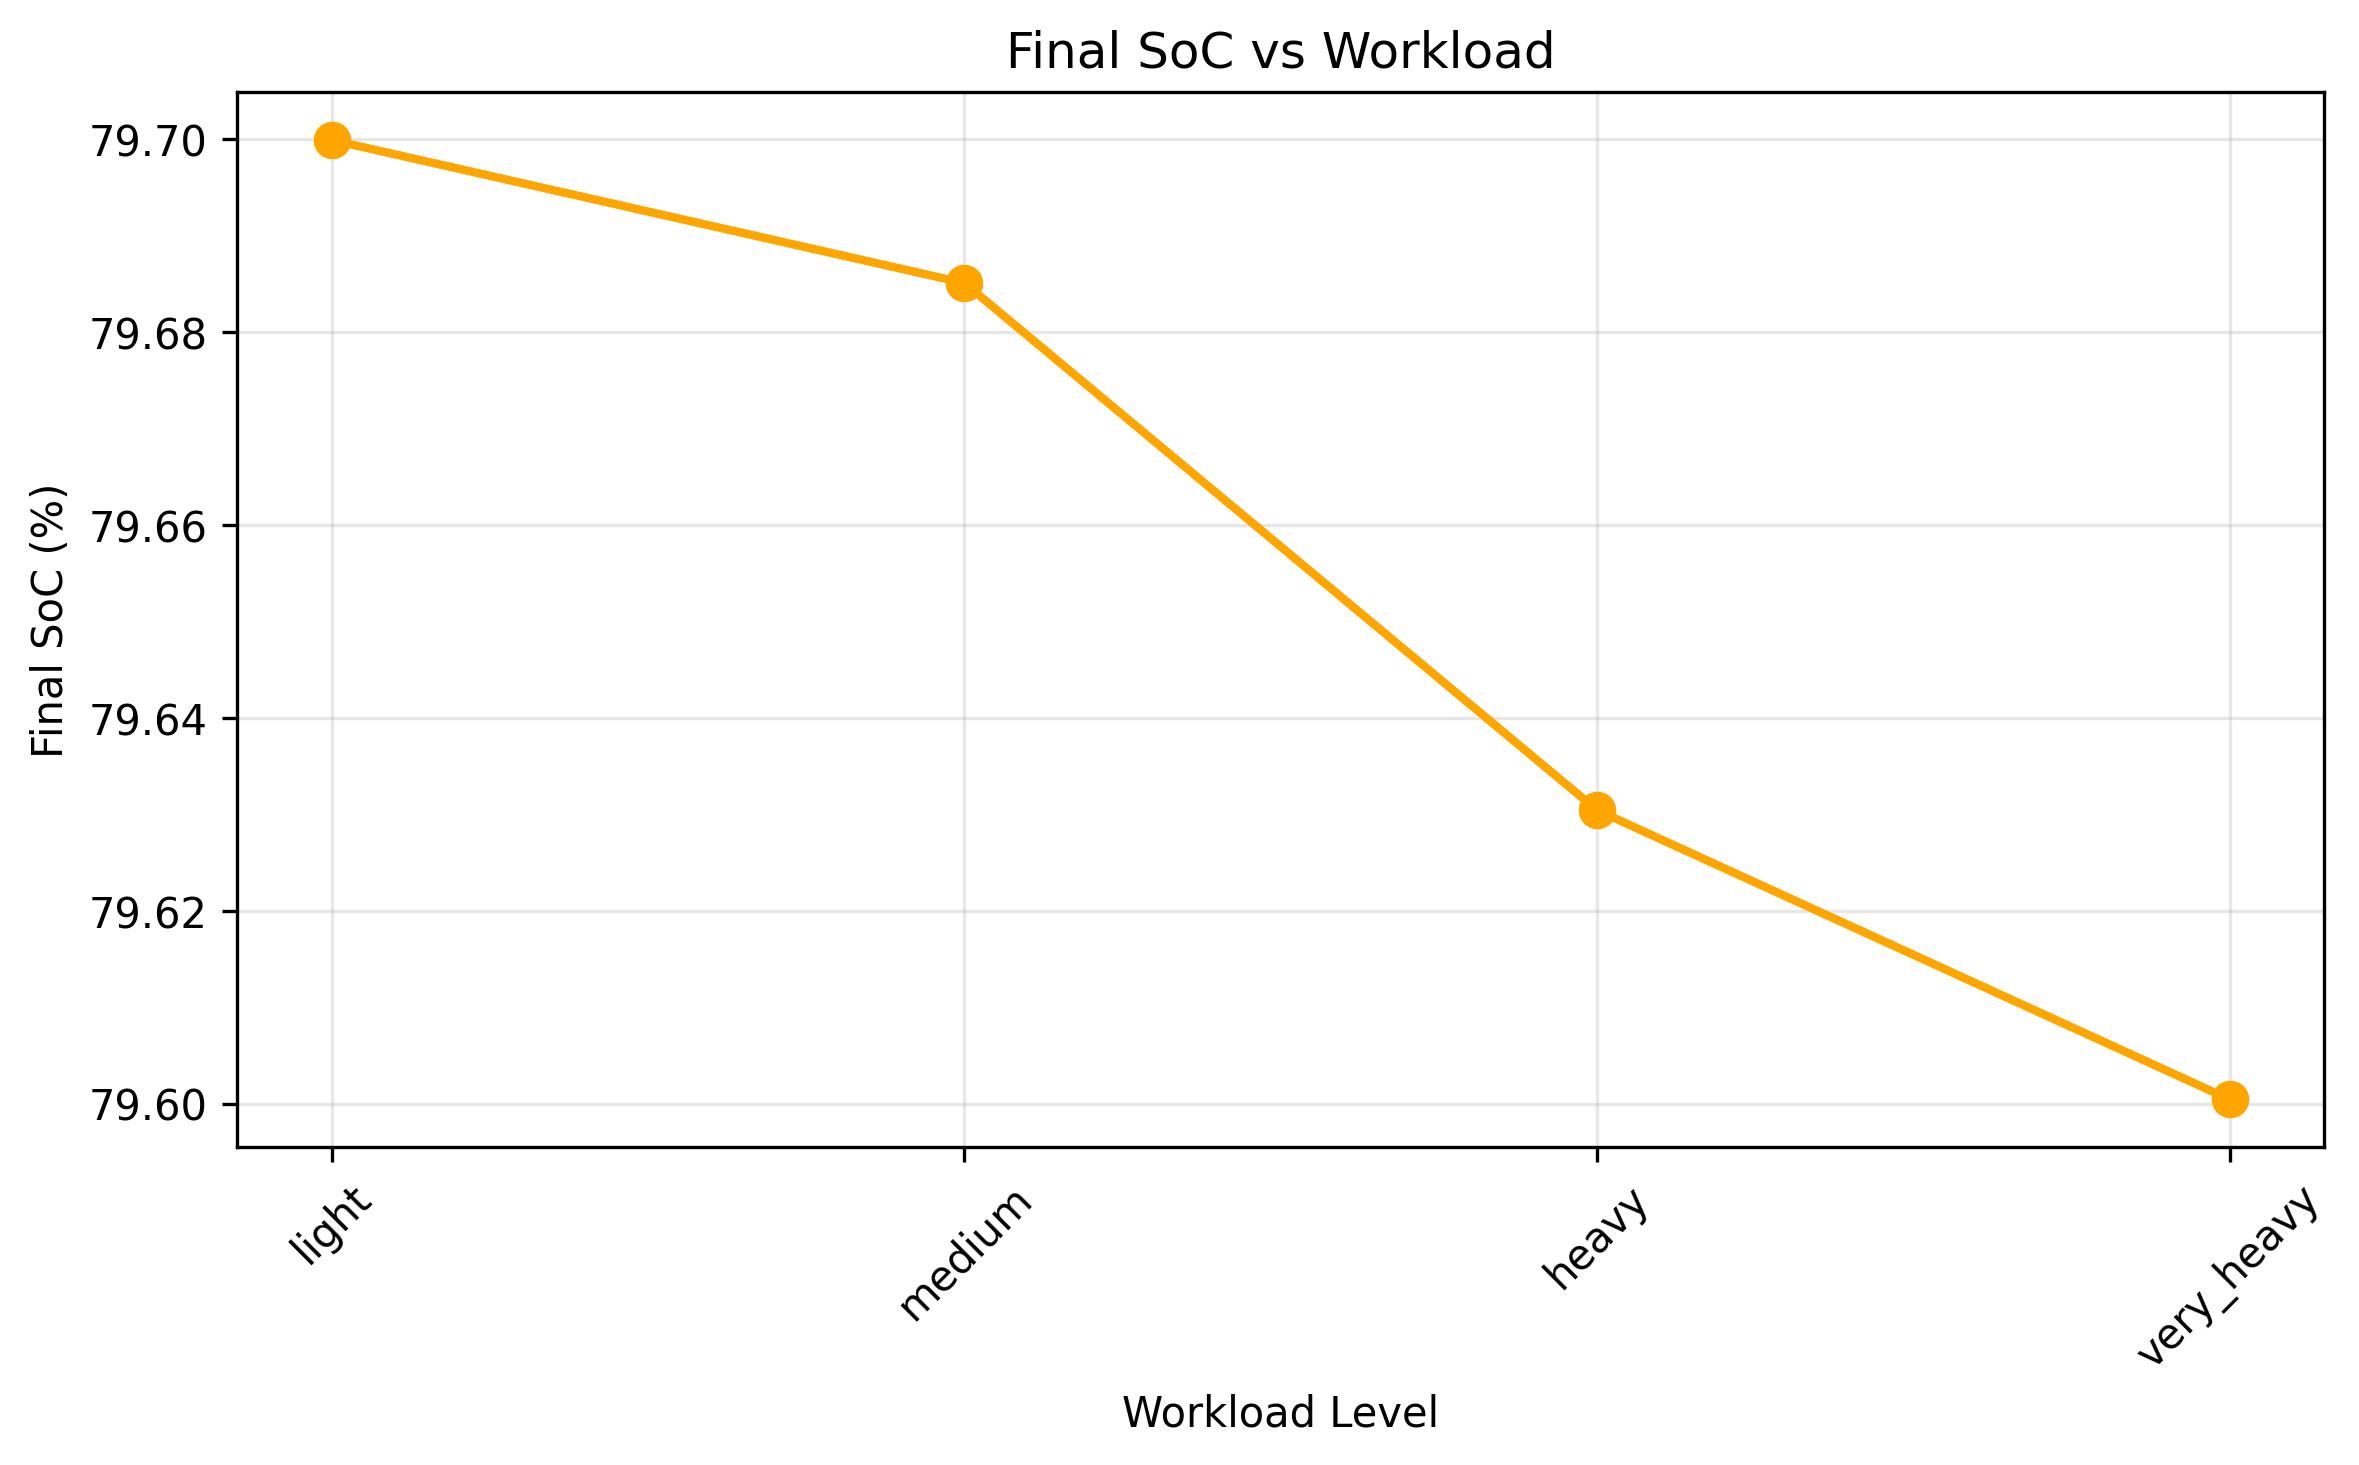 Final SoC vs Workload
Final SoC (%)
79.70
79.68
79.66
79.64
79.62
79.60
light
medium
heavy
very_heavy
Workload Level